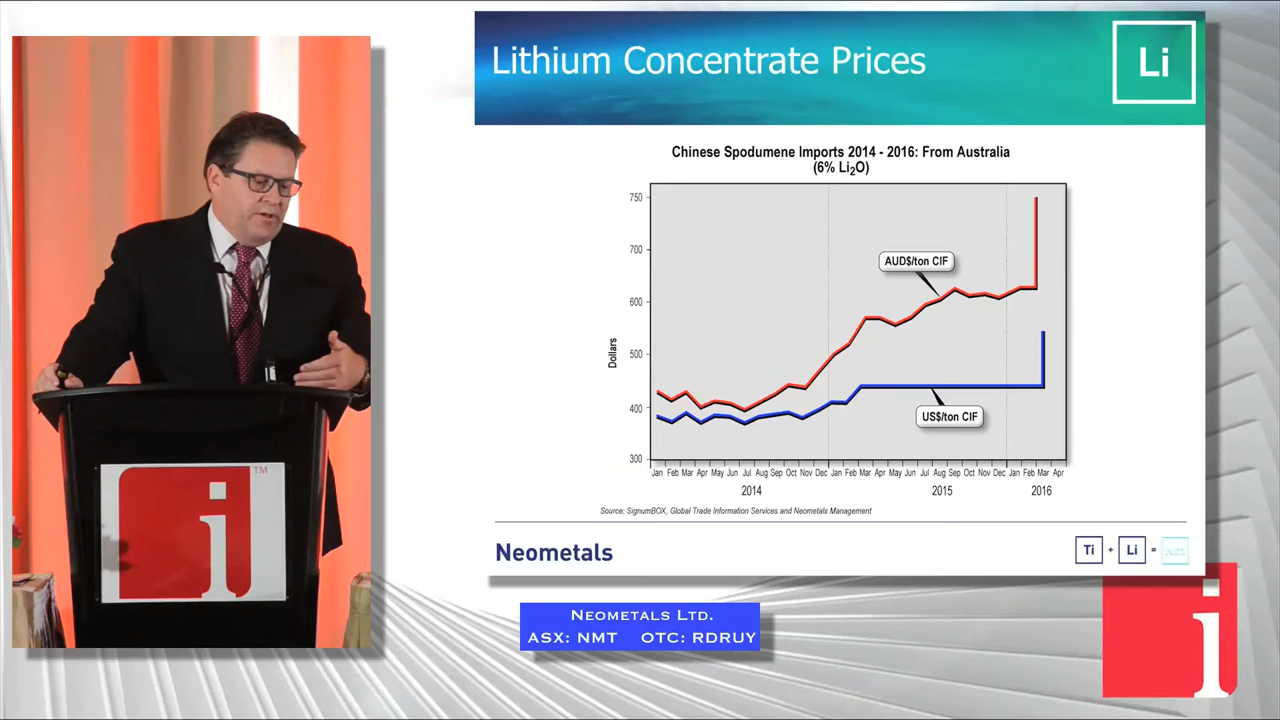 Lithium Concentrate Prices
Li
Chinese Spodumene Imports 2014 - 2016: From Australia
(6% Li₂O)
750
700
600
500
400
300
Dollars
AUD$/ton CIF
US$/ton CIF
Jan Feb Mar Apr May Jun Jul Aug Sep Oct Nov Dec Jan Feb Mar Apr May Jun Jul Aug Sep Oct Nov Dec Jan Feb Mar Apr
2014 2015 2016
Source: SignumBOX, Global Trade Information Services and Neometals Management
Neometals
Ti + Li = Nm
i TM
Neometals Ltd.
ASX: NMT OTC: RDRUY
i